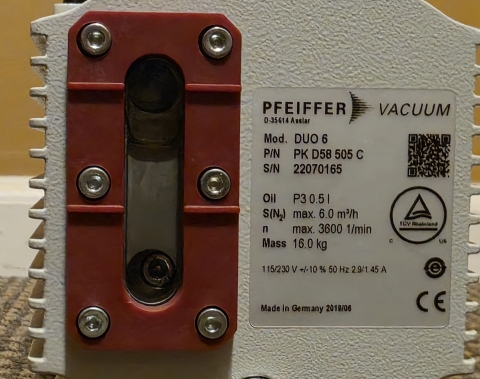 PFEIFFER VACUUM
D-35614 Asslar
Mod. DUO 6
P/N PK D58 505 C
S/N 22070165
Oil P3 0.5 l
S(N₂) max. 6.0 m³/h
n max. 3600 1/min
Mass 16.0 kg
TÜV Rheinland
C US
115/230 V +/-10 % 50 Hz 2.9/1.45 A
CE
Made in Germany 2019/06